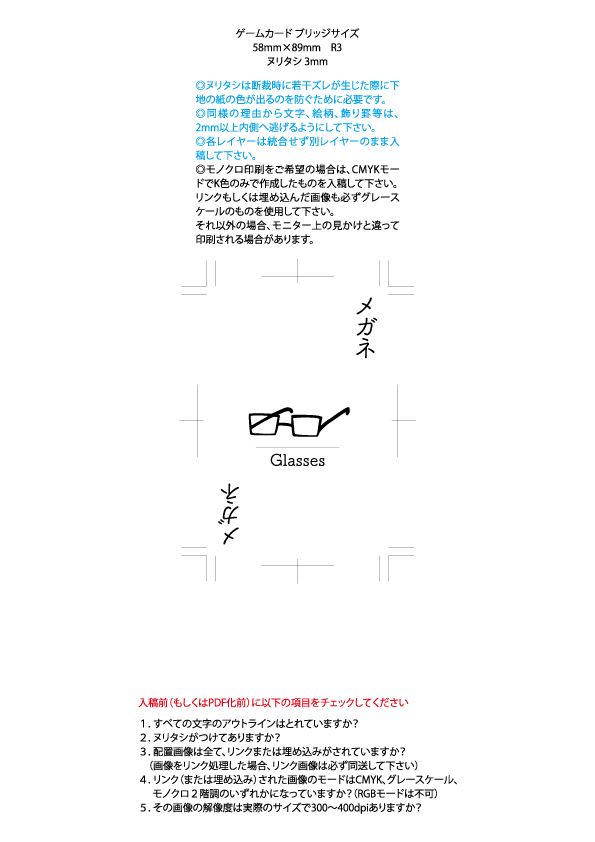 ゲームカード ブリッジサイズ
58mm×89mm　R3
ヌリタシ 3mm
◎ヌリタシは断裁時に若干ズレが生じた際に下
地の紙の色が出るのを防ぐために必要です。
◎同様の理由から文字、絵柄、飾り罫等は、
2mm以上内側へ逃げるようにして下さい。
◎各レイヤーは統合せず別レイヤーのまま入
稿して下さい。
◎モノクロ印刷をご希望の場合は、CMYKモー
ドでK色のみで作成したものを入稿して下さい。
リンクもしくは埋め込んだ画像も必ずグレース
ケールのものを使用して下さい。
それ以外の場合、モニター上の見かけと違って
印刷される場合があります。
メガネ
Glasses
メガネ
入稿前（もしくはPDF化前）に以下の項目をチェックしてください
１．すべての文字のアウトラインはとれていますか？
２．ヌリタシがつけてありますか？
３．配置画像は全て、リンクまたは埋め込みがされていますか？
（画像をリンク処理した場合、リンク画像は必ず同送して下さい）
４．リンク（または埋め込み）された画像のモードはCMYK、グレースケール、
モノクロ２階調のいずれかになっていますか？（RGBモードは不可）
５．その画像の解像度は実際のサイズで300〜400dpiありますか？